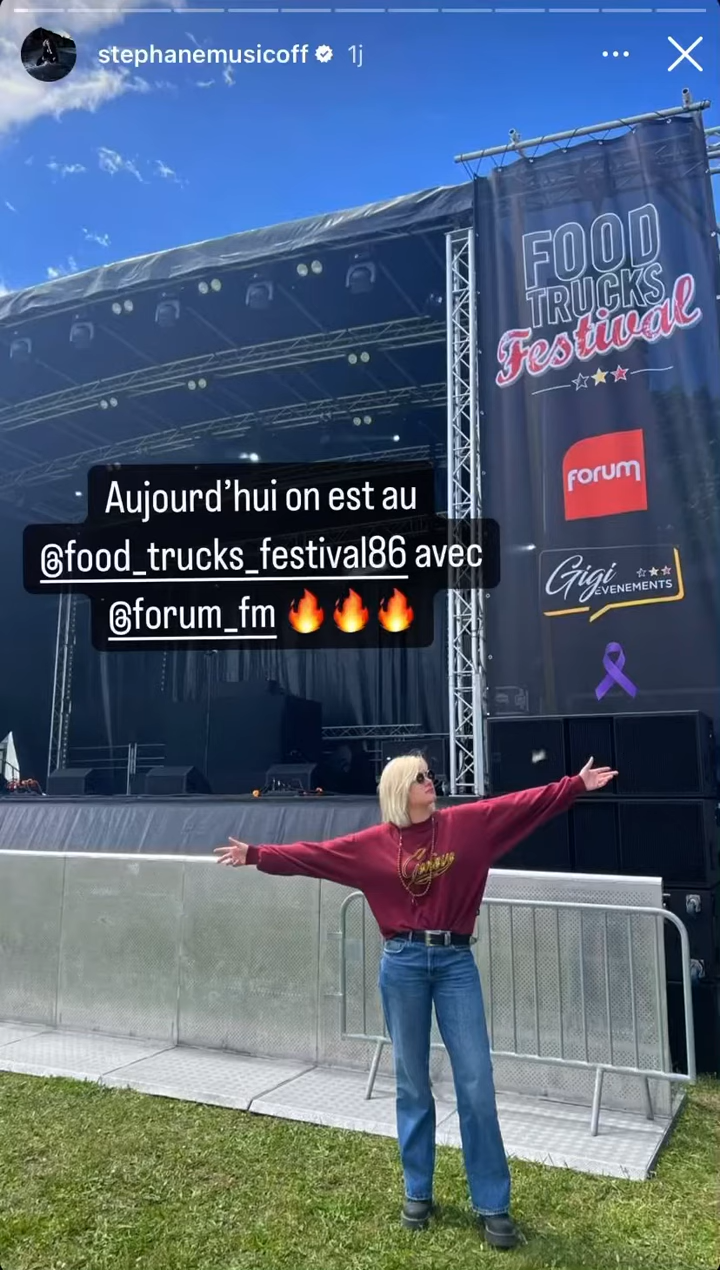 stephanemusicoff 1j
FOOD
TRUCKS
Festival
forum
Gigi
EVENEMENTS
Aujourd'hui on est au
@food_trucks_festival86 avec
@forum_fm 🔥🔥🔥